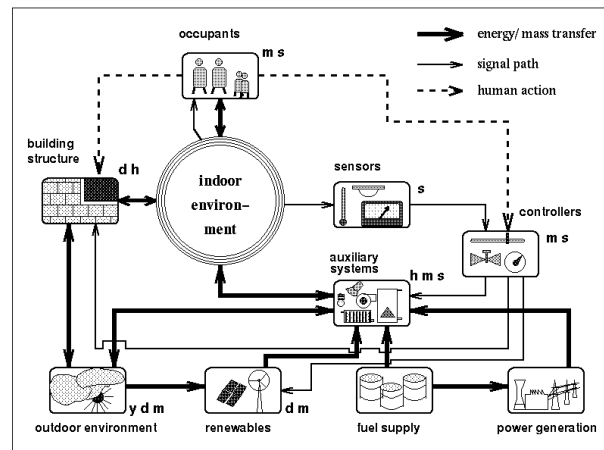 occupants
m s
energy/ mass transfer
signal path
human action
building
structure
d h
indoor
environ-
ment
sensors
s
controllers
m s
auxiliary
systems
h m s
y d m
d m
outdoor environment
renewables
fuel supply
power generation